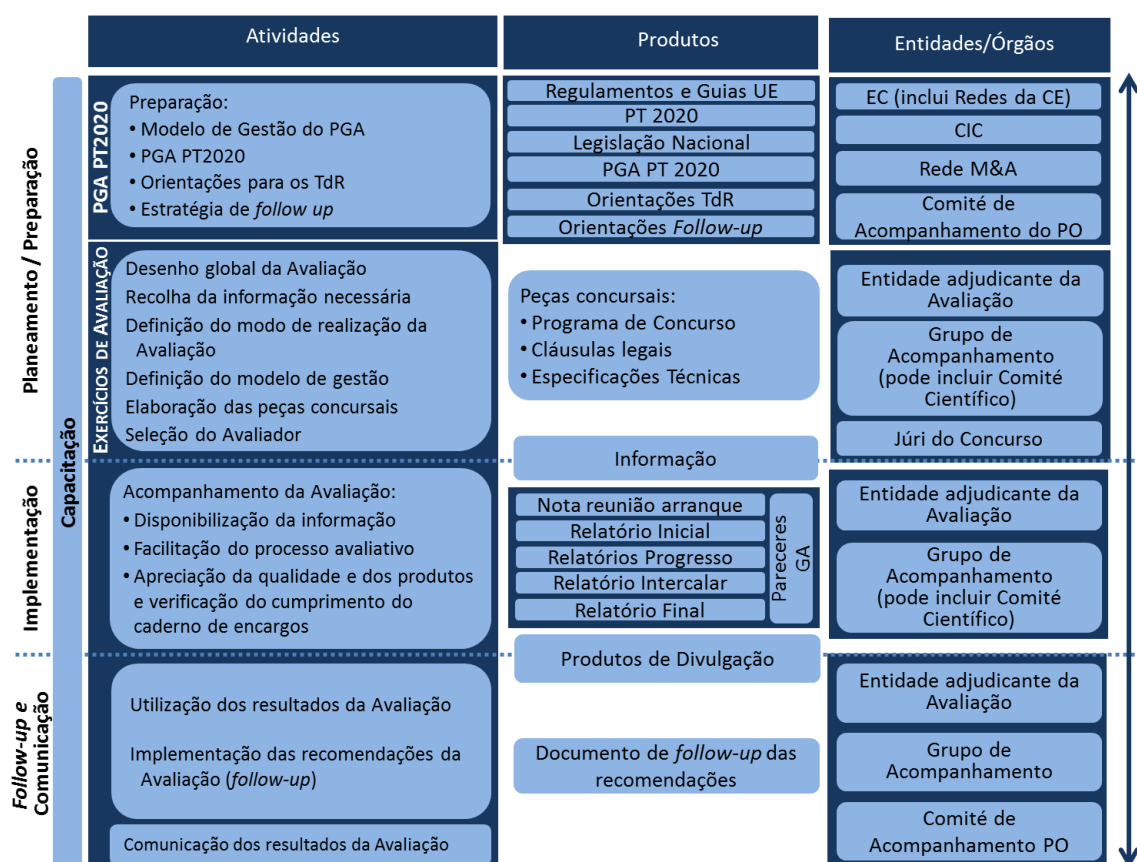 Atividades
Produtos
Entidades/Órgãos
Planeamento / Preparação
Capacitação
PGA PT2020
Preparação:
• Modelo de Gestão do PGA
• PGA PT2020
• Orientações para os TdR
• Estratégia de follow up
Regulamentos e Guias UE
PT 2020
Legislação Nacional
PGA PT 2020
Orientações TdR
Orientações Follow-up
EC (inclui Redes da CE)
CIC
Rede M&A
Comité de
Acompanhamento do PO
EXERCÍCIOS DE AVALIAÇÃO
Desenho global da Avaliação
Recolha da informação necessária
Definição do modo de realização da
Avaliação
Definição do modelo de gestão
Elaboração das peças concursais
Seleção do Avaliador
Peças concursais:
• Programa de Concurso
• Cláusulas legais
• Especificações Técnicas
Entidade adjudicante da
Avaliação
Grupo de
Acompanhamento
(pode incluir Comité
Científico)
Júri do Concurso
Informação
Implementação
Acompanhamento da Avaliação:
• Disponibilização da informação
• Facilitação do processo avaliativo
• Apreciação da qualidade e dos produtos
e verificação do cumprimento do
caderno de encargos
Nota reunião arranque
Relatório Inicial
Relatórios Progresso
Relatório Intercalar
Relatório Final
Pareceres
GA
Entidade adjudicante da
Avaliação
Grupo de
Acompanhamento
(pode incluir Comité
Científico)
Produtos de Divulgação
Follow-up e
Comunicação
Utilização dos resultados da Avaliação
Implementação das recomendações da
Avaliação (follow-up)
Comunicação dos resultados da Avaliação
Documento de follow-up das
recomendações
Entidade adjudicante da
Avaliação
Grupo de
Acompanhamento
Comité de
Acompanhamento PO